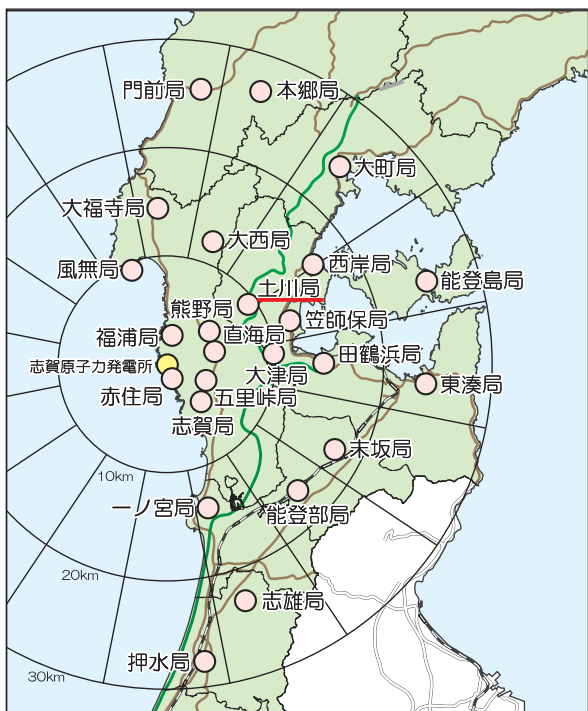 門前局
本郷局
大町局
大福寺局
大西局
西岸局
風無局
能登島局
土川局
熊野局
笠師保局
福浦局
直海局
志賀原子力発電所
田鶴浜局
大津局
赤住局
東湊局
五里峠局
志賀局
末坂局
10km
一ノ宮局
能登部局
20km
志雄局
押水局
30km